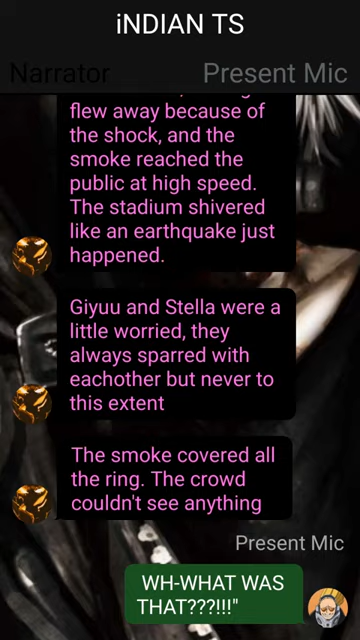 iNDIAN TS
Narrator
Present Mic
flew away because of
the shock, and the
smoke reached the
public at high speed.
The stadium shivered
like an earthquake just
happened.
Giyuu and Stella were a
little worried, they
always sparred with
eachother but never to
this extent
The smoke covered all
the ring. The crowd
couldn't see anything
Present Mic
WH-WHAT WAS
THAT???!!!"